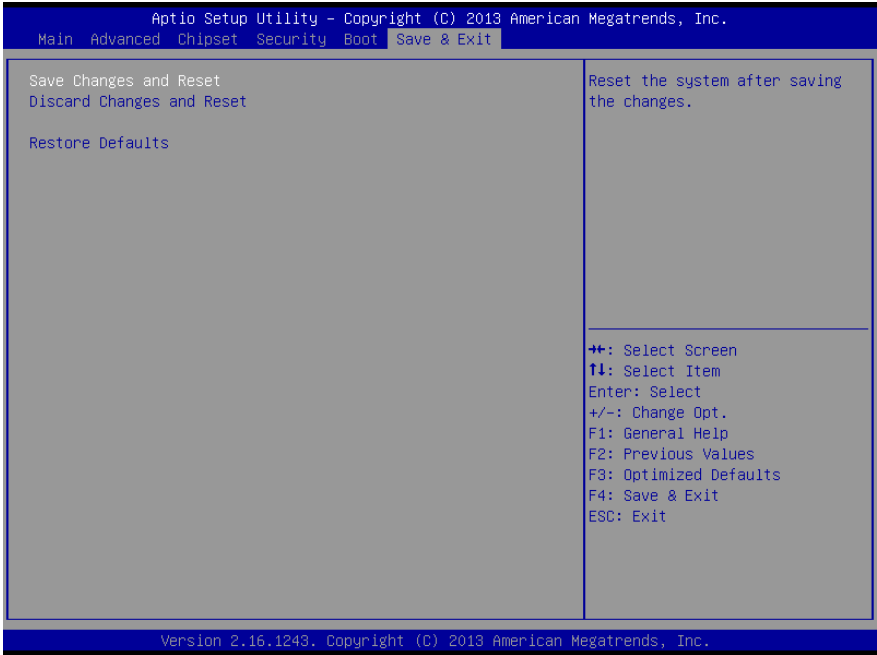 Aptio Setup Utility – Copyright (C) 2013 American Megatrends, Inc.
Main Advanced Chipset Security Boot Save & Exit
Save Changes and Reset
Discard Changes and Reset
Restore Defaults
Reset the system after saving
the changes.
→←: Select Screen
↑↓: Select Item
Enter: Select
+/-: Change Opt.
F1: General Help
F2: Previous Values
F3: Optimized Defaults
F4: Save & Exit
ESC: Exit
Version 2.16.1243. Copyright (C) 2013 American Megatrends, Inc.